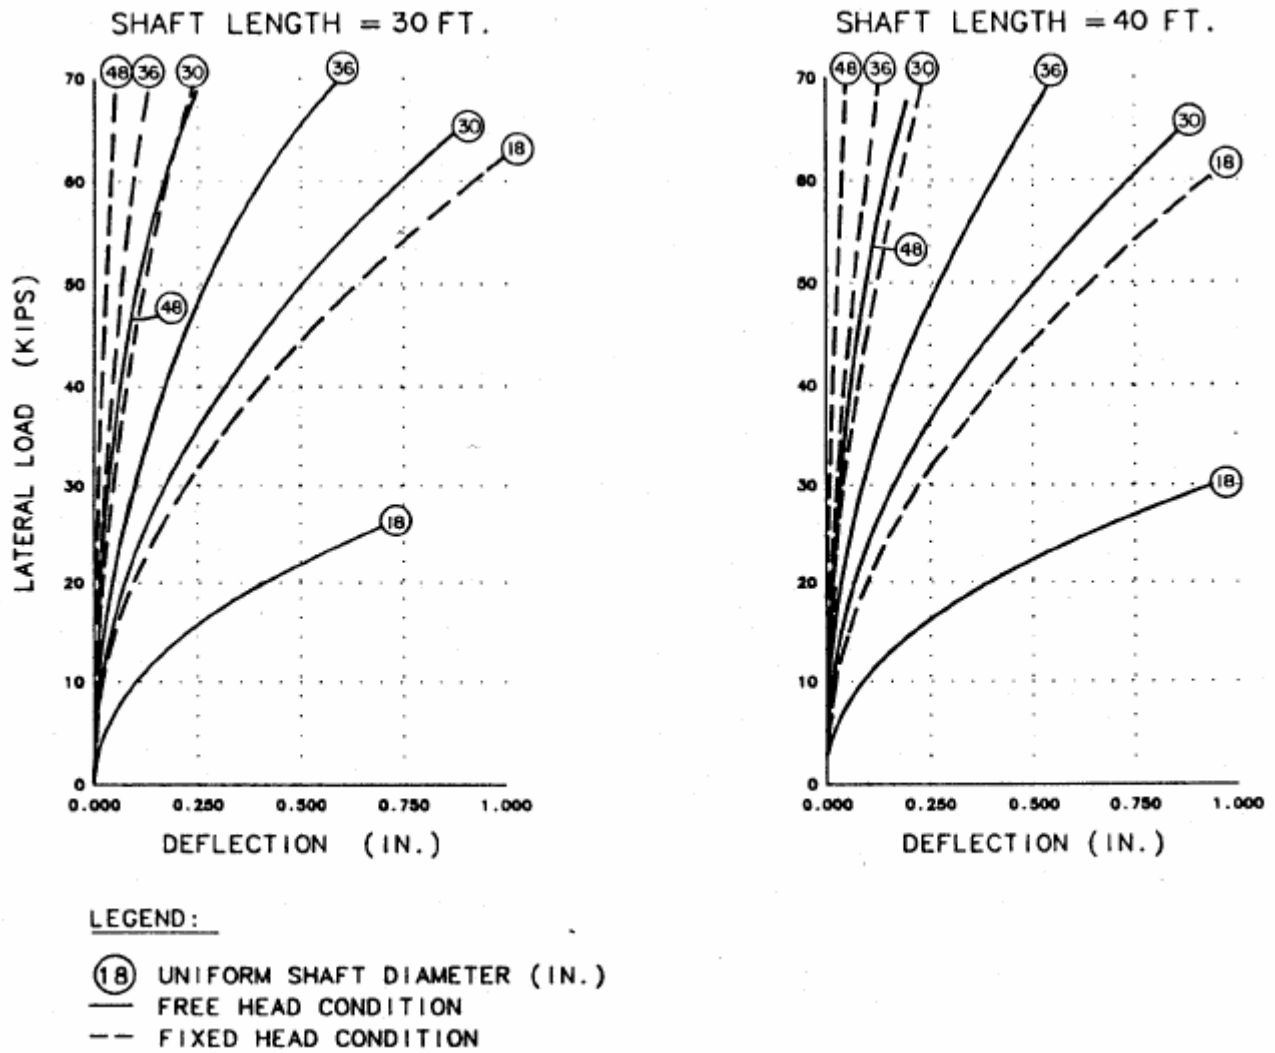 SHAFT LENGTH = 30 FT.
48 36 30 36
70
30
18
60
50
48
LATERAL LOAD (KIPS)
40
30
18
20
10
0
0.000 0.250 0.500 0.750 1.000
DEFLECTION (IN.)
SHAFT LENGTH = 40 FT.
48 36 30 36
70
30
18
60
48
50
40
30
18
20
10
0
0.000 0.250 0.500 0.750 1.000
DEFLECTION (IN.)
LEGEND:
18 UNIFORM SHAFT DIAMETER (IN.)
FREE HEAD CONDITION
FIXED HEAD CONDITION